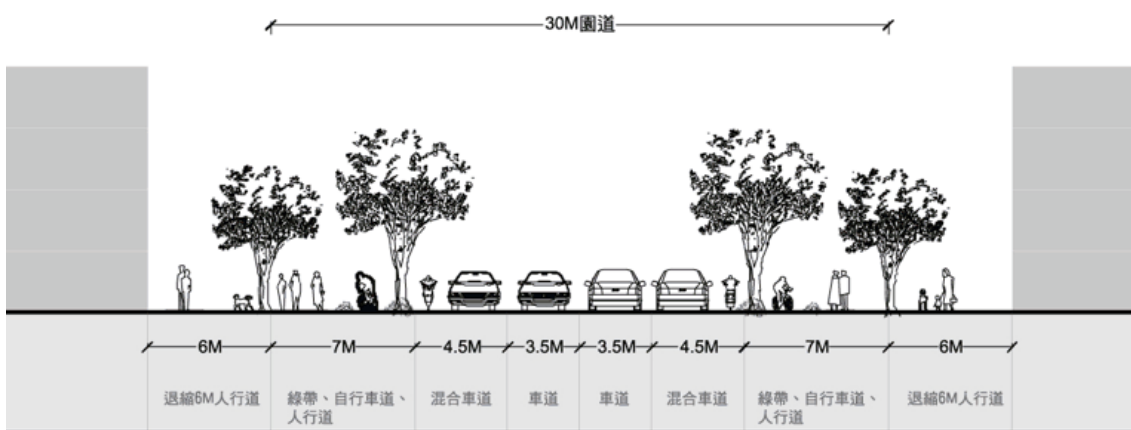 30M園道
6M 7M 4.5M 3.5M 3.5M 4.5M 7M 6M
退縮6M人行道
綠帶、自行車道、
人行道
混合車道
車道
車道
混合車道
綠帶、自行車道、
人行道
退縮6M人行道